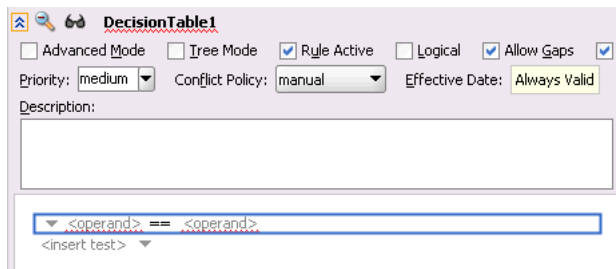 DecisionTable1
Advanced Mode Tree Mode Rule Active Logical Allow Gaps
Priority: medium Conflict Policy: manual Effective Date: Always Valid
Description:
<operand> == <operand>
<insert test>